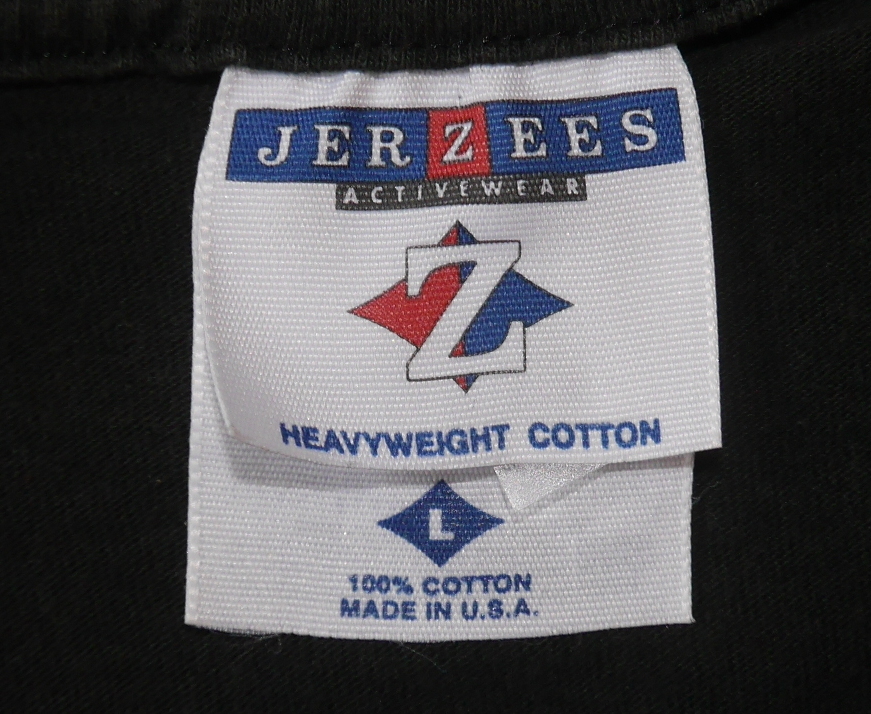 JERZEES
ACTIVEWEAR
Z
HEAVYWEIGHT COTTON
L
100% COTTON
MADE IN U.S.A.